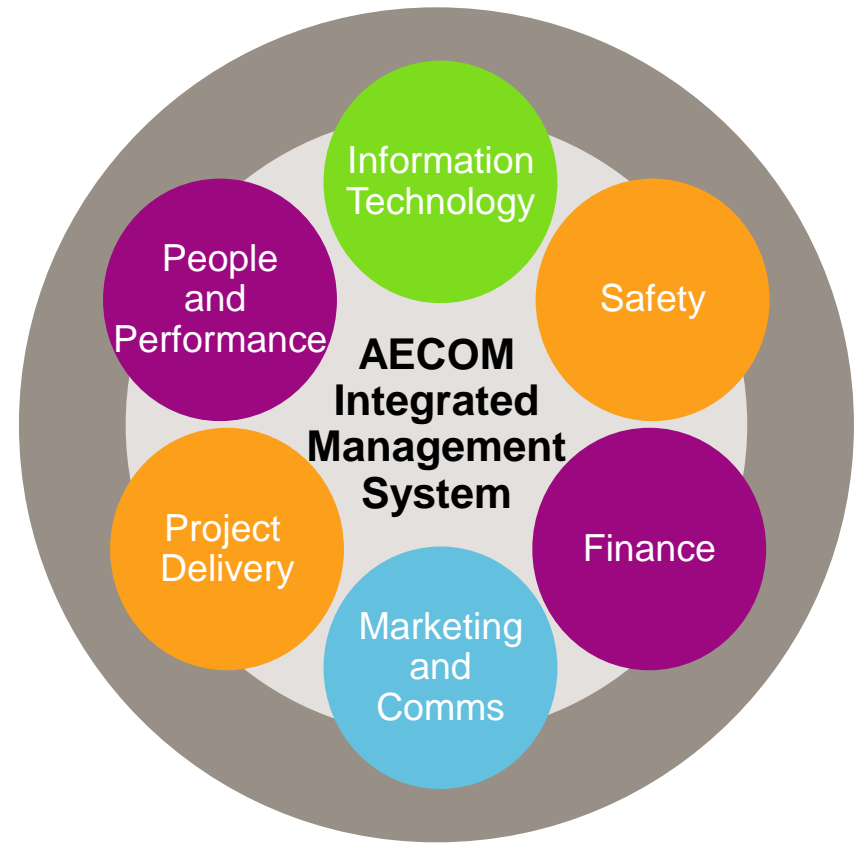 Information
Technology
People
and
Performance
Safety
AECOM
Integrated
Management
System
Project
Delivery
Finance
Marketing
and
Comms